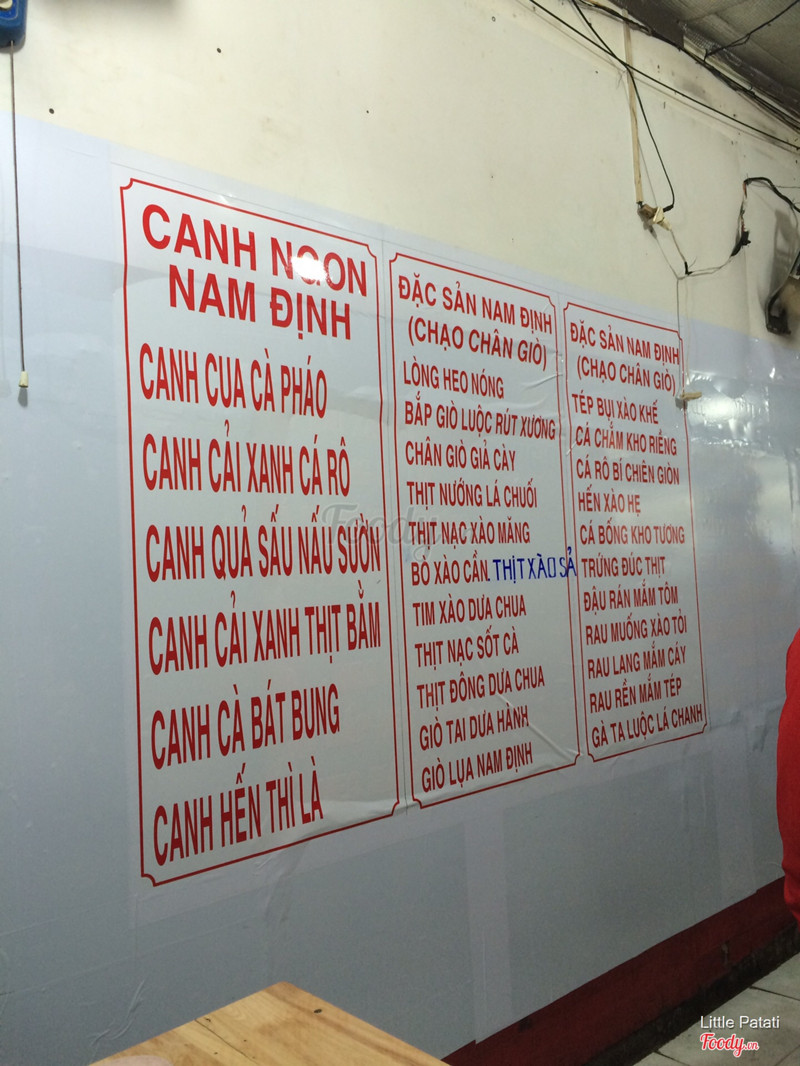 CANH NGON
NAM ĐỊNH
CANH CUA CÀ PHÁO
CANH CẢI XANH CÁ RÔ
CANH QUẢ SẤU NẤU SƯỜN
CANH CẢI XANH THỊT BẰM
CANH CÀ BÁT BUNG
CANH HẾN THÌ LÀ
ĐẶC SẢN NAM ĐỊNH
(CHẠO CHÂN GIÒ)
LÒNG HEO NÓNG
BẮP GIÒ LUỘC RÚT XƯƠNG
CHÂN GIÒ GIẢ CÀY
THỊT NƯỚNG LÁ CHUỐI
THỊT NẠC XÀO MĂNG
BÒ XÀO CẦN THỊT XÀO SẢ
TIM XÀO DƯA CHUA
THỊT NẠC SỐT CÀ
THỊT ĐÔNG DƯA CHUA
GIÒ TAI DƯA HÀNH
GIÒ LỤA NAM ĐỊNH
ĐẶC SẢN NAM ĐỊNH
(CHẠO CHÂN GIÒ)
TÉP BỤI XÀO KHẾ
CÁ CHẮM KHO RIỀNG
CÁ RÔ BÍ CHIÊN GIÒN
HẾN XÀO HẸ
CÁ BỐNG KHO TƯƠNG
TRỨNG ĐÚC THỊT
ĐẬU RÁN MẮM TÔM
RAU MUỐNG XÀO TỎI
RAU LANG MẮM CÁY
RAU RỀN MẮM TÉP
GÀ TA LUỘC LÁ CHANH
Foody
Little Patati
Foody.vn